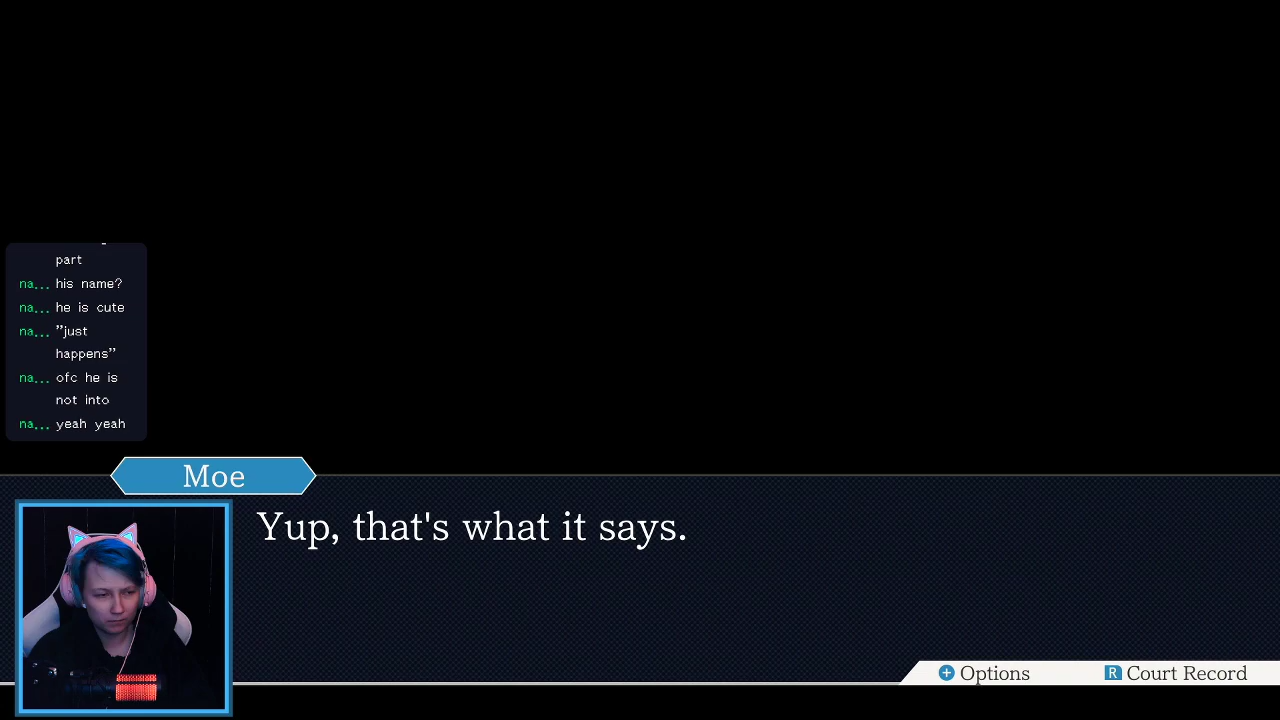 part
na... his name?
na... he is cute
na... "just
happens"
na... ofc he is
not into
na... yeah yeah
Moe
Yup, that's what it says.
+ Options
R Court Record